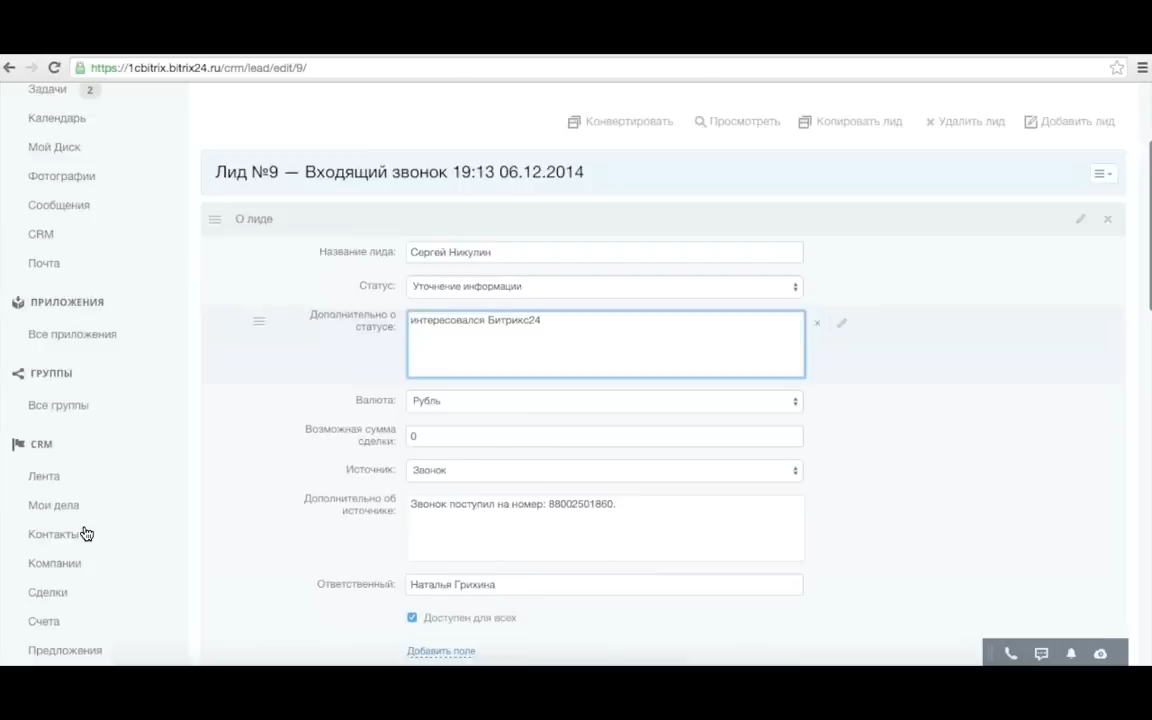 https://1cbitrix.bitrix24.ru/crm/lead/edit/9/
Задачи 2
Календарь
Мой Диск
Фотографии
Сообщения
CRM
Почта
ПРИЛОЖЕНИЯ
Все приложения
ГРУППЫ
Все группы
CRM
Лента
Мои дела
Контакты
Компании
Сделки
Счета
Предложения
Конвертировать Просмотреть Копировать лид Удалить лид Добавить лид
Лид №9 — Входящий звонок 19:13 06.12.2014
О лиде
Название лида: Сергей Никулин
Статус: Уточнение информации
Дополнительно о
статусе:
интересовался Битрикс24
Валюта: Рубль
Возможная сумма
сделки:
0
Источник: Звонок
Дополнительно об
источнике:
Звонок поступил на номер: 88002501860.
Ответственный: Наталья Грихина
Доступен для всех
Добавить поле